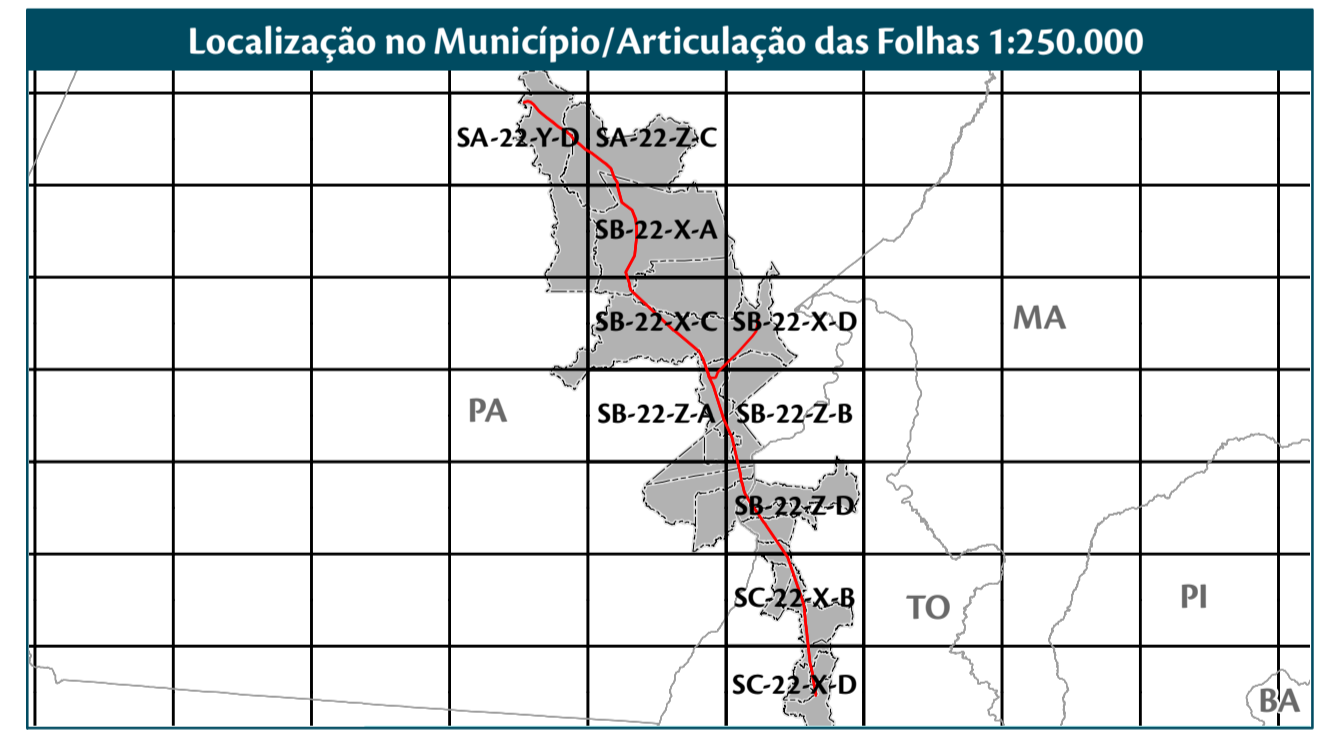 Localização no Município/Articulação das Folhas 1:250.000
SA-22-Y-D SA-22-Z-C
SB-22-X-A
SB-22-X-C SB-22-X-D MA
PA SB-22-Z-A SB-22-Z-B
SB-22-Z-D
SC-22-X-B TO PI
SC-22-X-D BA